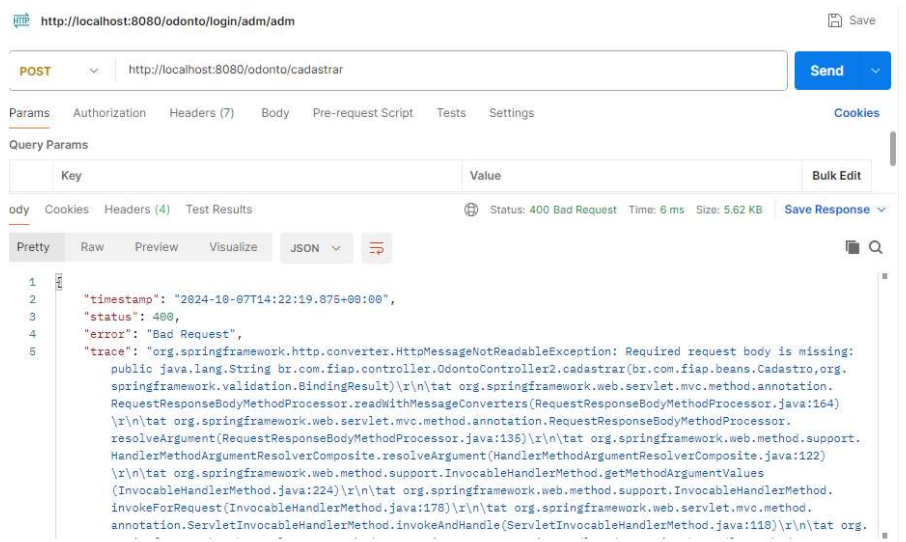 HTTP http://localhost:8080/odonto/login/adm/adm Save
POST http://localhost:8080/odonto/cadastrar Send
Params Authorization Headers (7) Body Pre-request Script Tests Settings Cookies
Query Params
Key Value Bulk Edit
ody Cookies Headers (4) Test Results Status: 400 Bad Request Time: 6 ms Size: 5.62 KB Save Response
Pretty Raw Preview Visualize JSON
1 {
2 "timestamp": "2024-10-07T14:22:19.875+00:00",
3 "status": 400,
4 "error": "Bad Request",
5 "trace": "org.springframework.http.converter.HttpMessageNotReadableException: Required request body is missing:
public java.lang.String br.com.fiap.controller.OdontoController2.cadastrar(br.com.fiap.beans.Cadastro,org.
springframework.validation.BindingResult)\r\n\tat org.springframework.web.servlet.mvc.method.annotation.
RequestResponseBodyMethodProcessor.readWithMessageConverters(RequestResponseBodyMethodProcessor.java:164)
\r\n\tat org.springframework.web.servlet.mvc.method.annotation.RequestResponseBodyMethodProcessor.
resolveArgument(RequestResponseBodyMethodProcessor.java:135)\r\n\tat org.springframework.web.method.support.
HandlerMethodArgumentResolverComposite.resolveArgument(HandlerMethodArgumentResolverComposite.java:122)
\r\n\tat org.springframework.web.method.support.InvocableHandlerMethod.getMethodArgumentValues
(InvocableHandlerMethod.java:224)\r\n\tat org.springframework.web.method.support.InvocableHandlerMethod.
invokeForRequest(InvocableHandlerMethod.java:178)\r\n\tat org.springframework.web.servlet.mvc.method.
annotation.ServletInvocableHandlerMethod.invokeAndHandle(ServletInvocableHandlerMethod.java:118)\r\n\tat org.